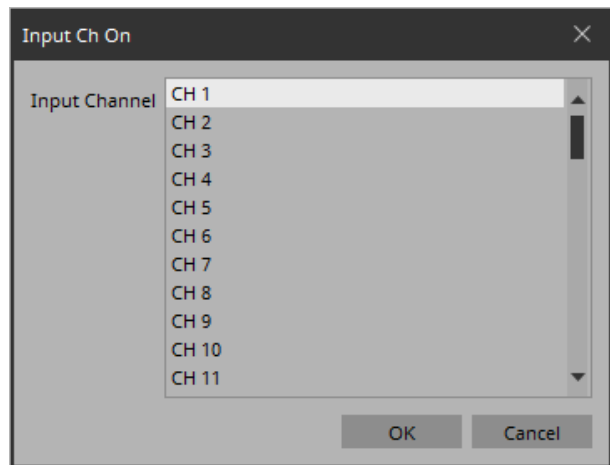 Input Ch On
Input Channel
CH 1
CH 2
CH 3
CH 4
CH 5
CH 6
CH 7
CH 8
CH 9
CH 10
CH 11
OK
Cancel